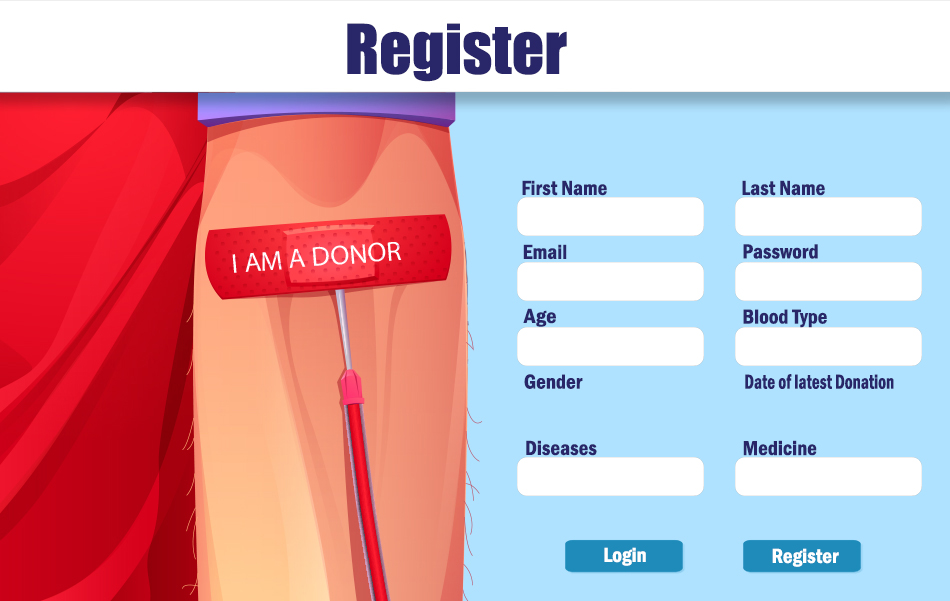 Register
I AM A DONOR
First Name
Last Name
Email
Password
Age
Blood Type
Gender
Date of latest Donation
Diseases
Medicine
Login
Register